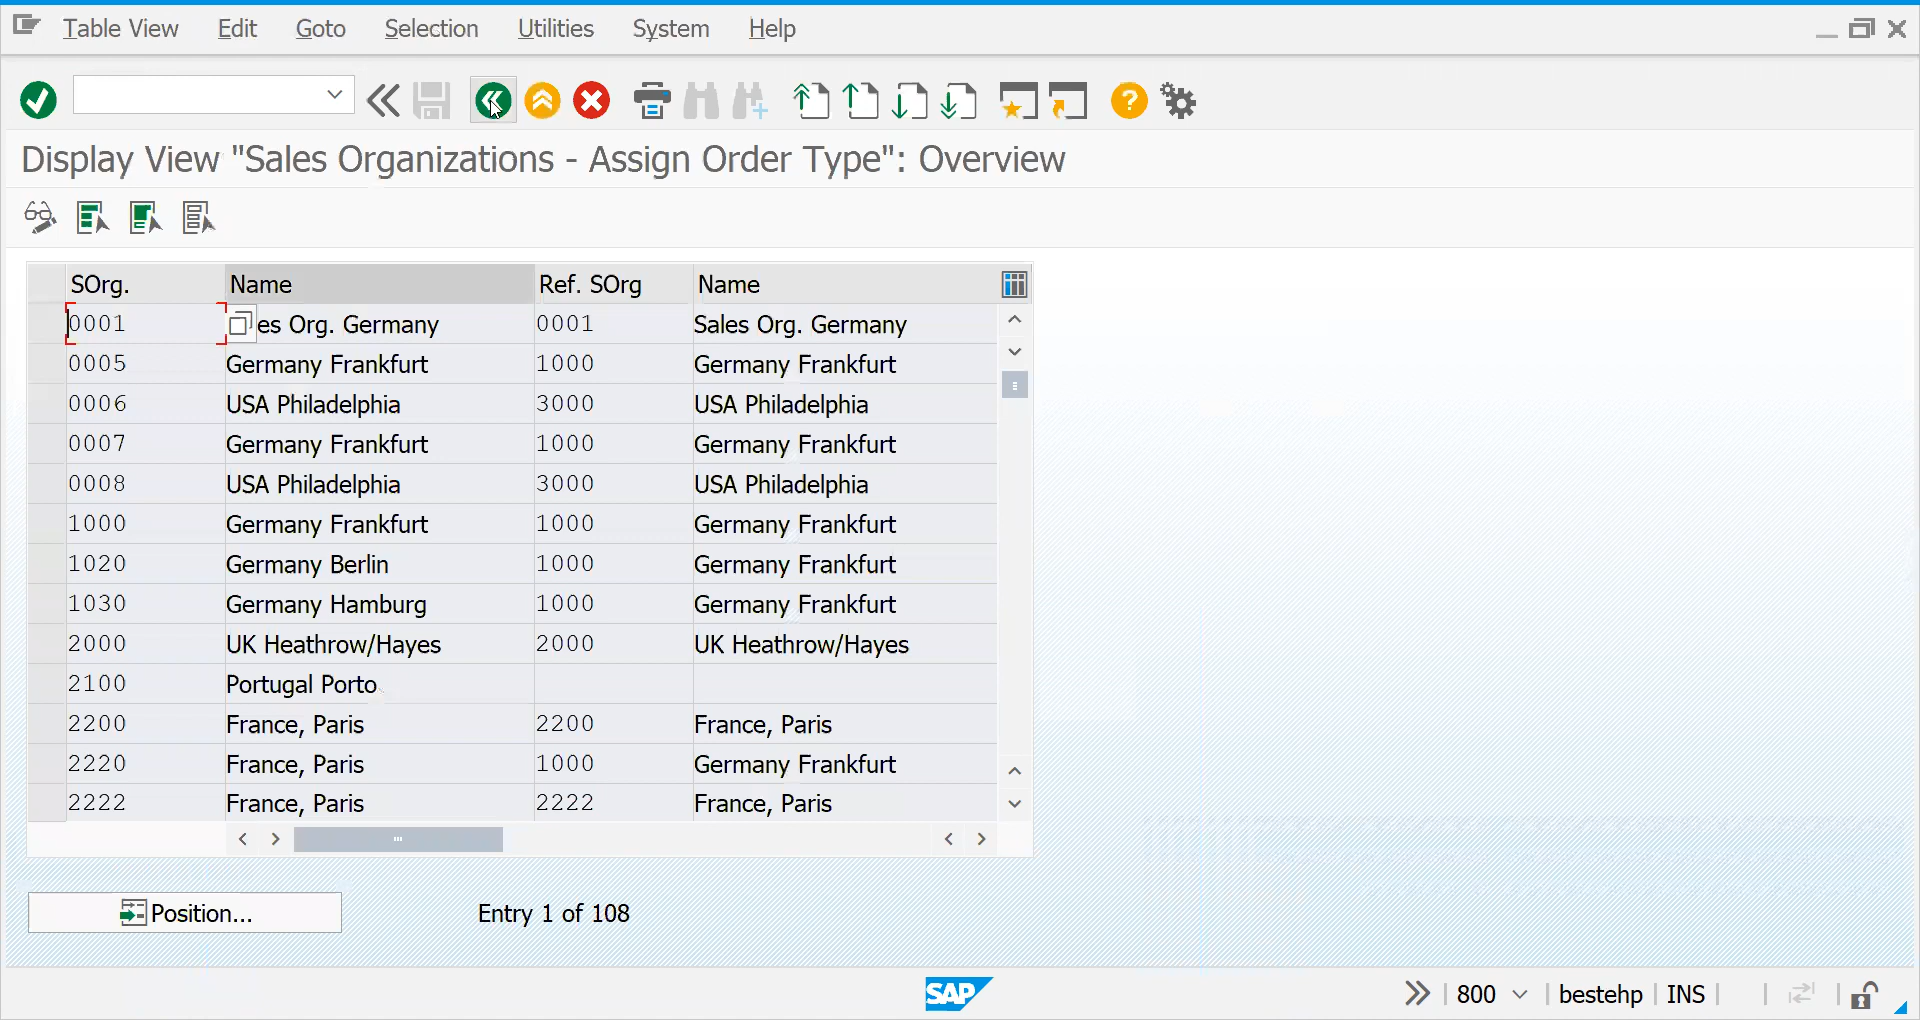 Table View Edit Goto Selection Utilities System Help
Display View "Sales Organizations - Assign Order Type": Overview
SOrg. Name Ref. SOrg Name
0001 es Org. Germany 0001 Sales Org. Germany
0005 Germany Frankfurt 1000 Germany Frankfurt
0006 USA Philadelphia 3000 USA Philadelphia
0007 Germany Frankfurt 1000 Germany Frankfurt
0008 USA Philadelphia 3000 USA Philadelphia
1000 Germany Frankfurt 1000 Germany Frankfurt
1020 Germany Berlin 1000 Germany Frankfurt
1030 Germany Hamburg 1000 Germany Frankfurt
2000 UK Heathrow/Hayes 2000 UK Heathrow/Hayes
2100 Portugal Porto
2200 France, Paris 2200 France, Paris
2220 France, Paris 1000 Germany Frankfurt
2222 France, Paris 2222 France, Paris
Position... Entry 1 of 108
SAP 800 bestehp INS